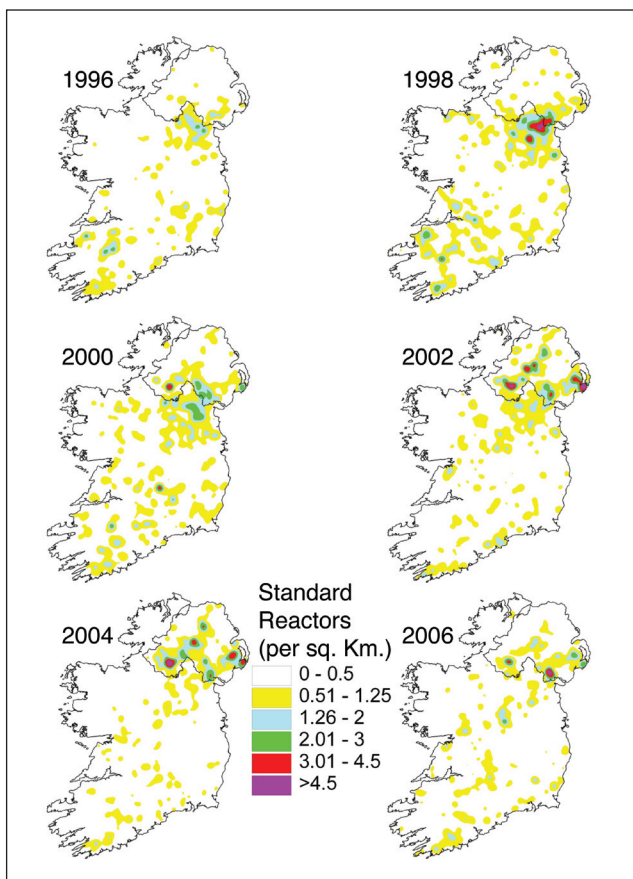 1996
1998
2000
2002
2004
2006
Standard
Reactors
(per sq. Km.)
0 - 0.5
0.51 - 1.25
1.26 - 2
2.01 - 3
3.01 - 4.5
>4.5